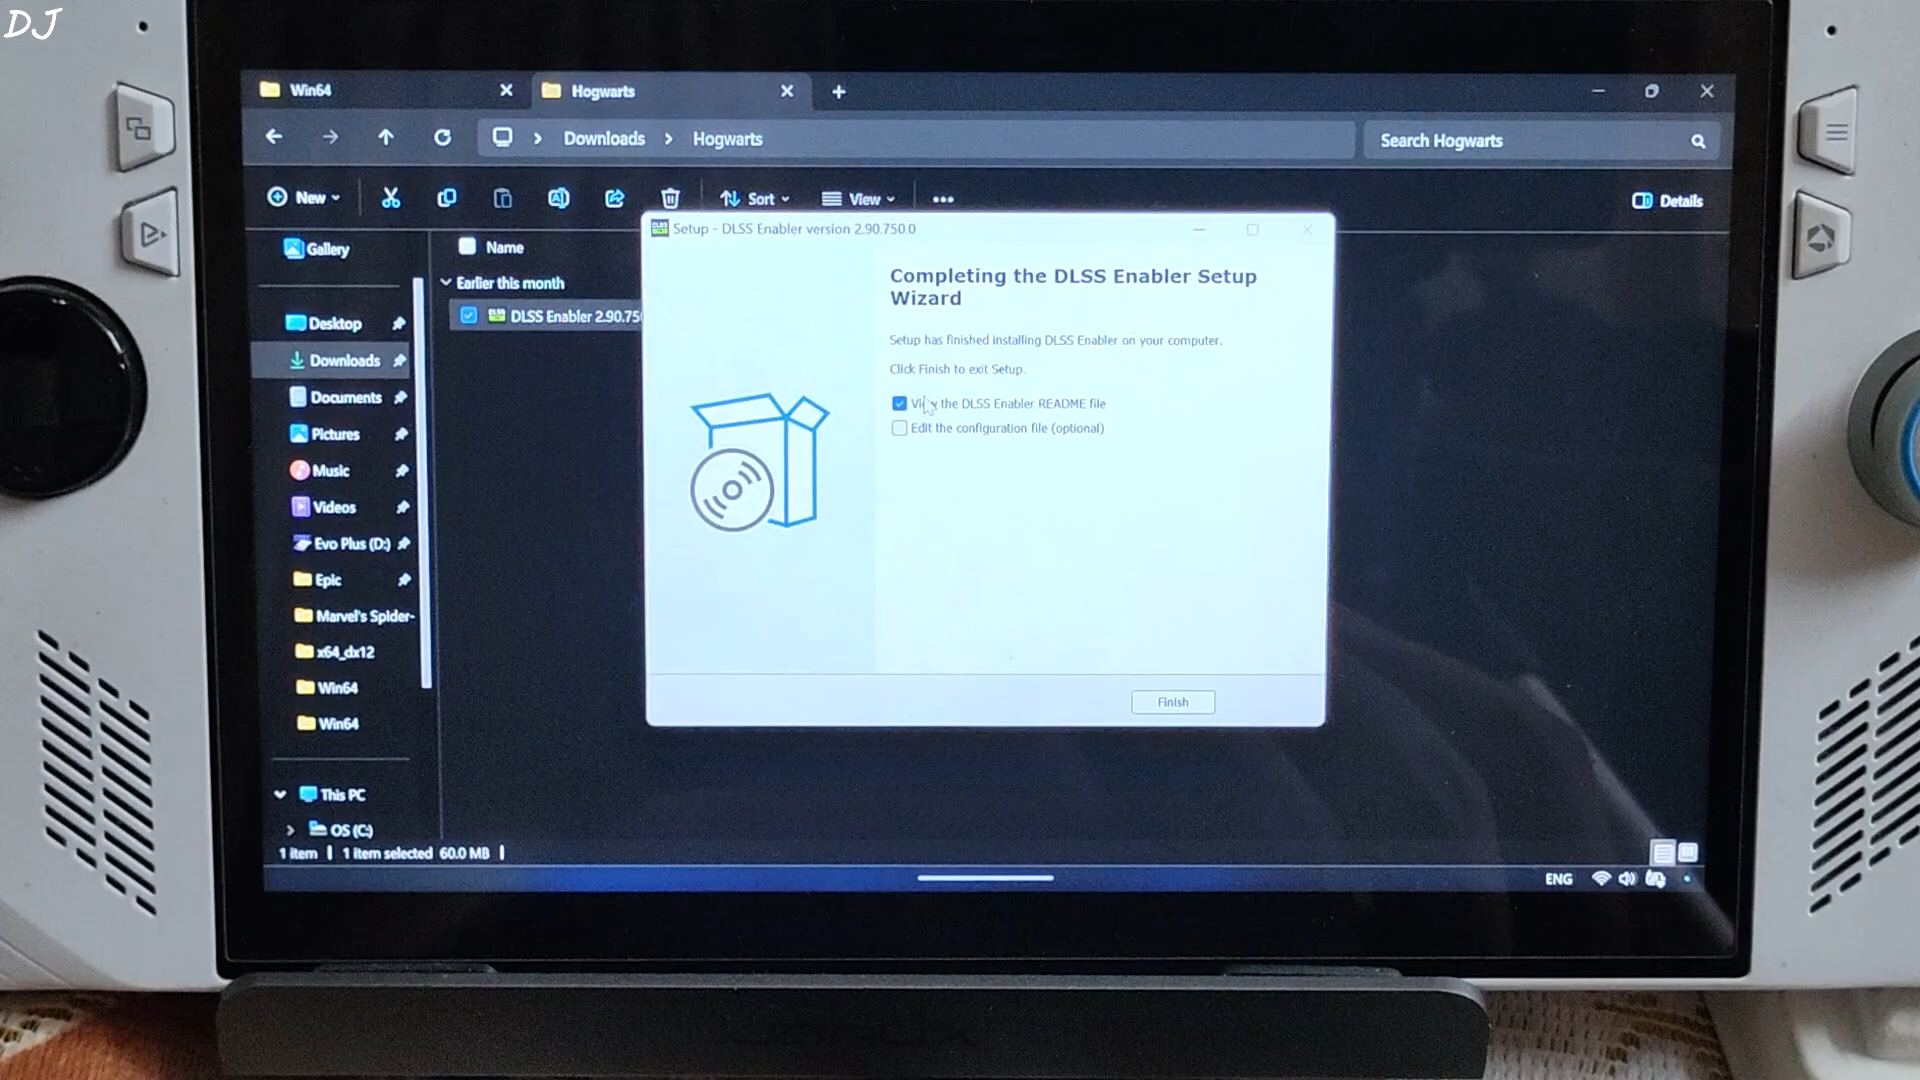 DJ
Win64
Hogwarts
Downloads
Hogwarts
Search Hogwarts
New
Sort
View
Details
Gallery
Desktop
Downloads
Documents
Pictures
Music
Videos
Evo Plus (D:)
Epic
Marvel's Spider-
x64_dx12
Win64
Win64
This PC
OS (C:)
Name
Earlier this month
DLSS Enabler 2.90.75
Setup - DLSS Enabler version 2.90.750.0
Completing the DLSS Enabler Setup
Wizard
Setup has finished installing DLSS Enabler on your computer.
Click Finish to exit Setup.
View the DLSS Enabler README file
Edit the configuration file (optional)
Finish
1 item
1 item selected 60.0 MB
ENG